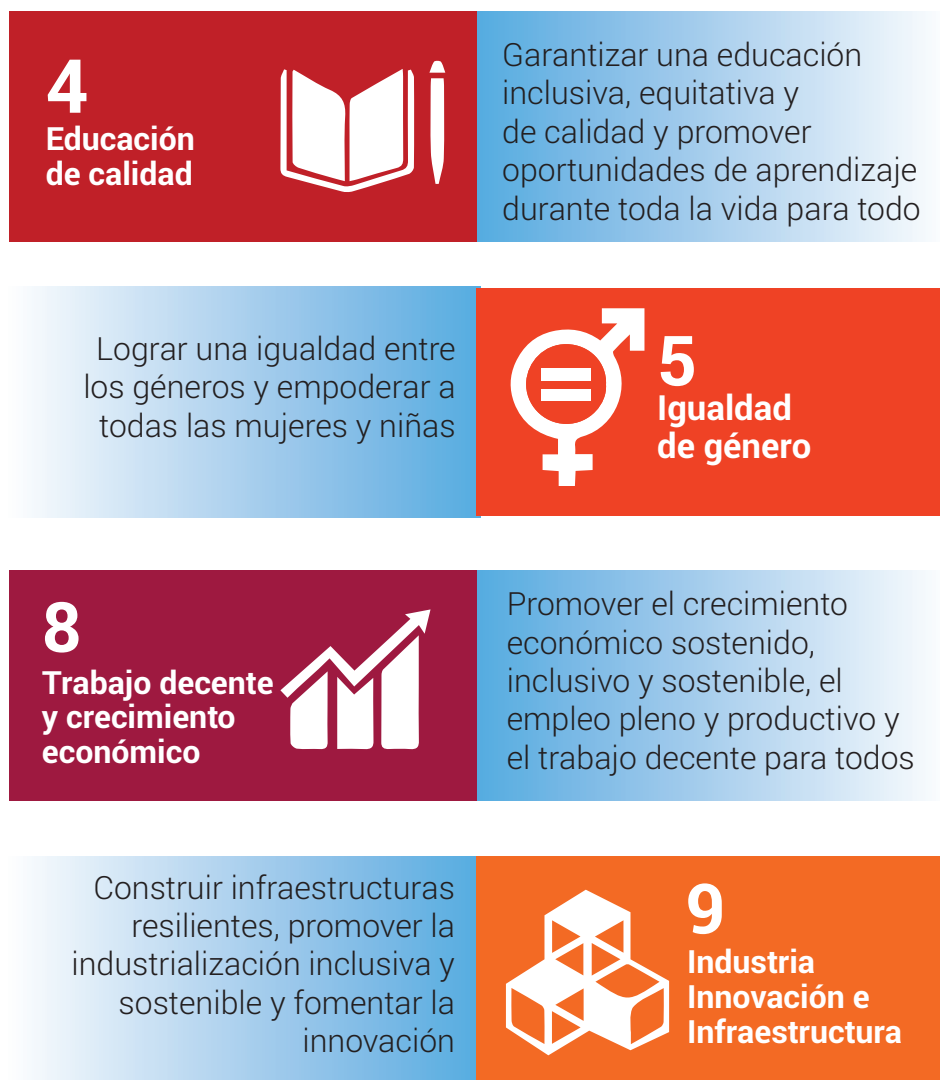 4
Educación
de calidad
Garantizar una educación
inclusiva, equitativa y
de calidad y promover
oportunidades de aprendizaje
durante toda la vida para todo
Lograr una igualdad entre
los géneros y empoderar a
todas las mujeres y niñas
5
Igualdad
de género
8
Trabajo decente
y crecimiento
económico
Promover el crecimiento
económico sostenido,
inclusivo y sostenible, el
empleo pleno y productivo y
el trabajo decente para todos
Construir infraestructuras
resilientes, promover la
industrialización inclusiva y
sostenible y fomentar la
innovación
9
Industria
Innovación e
Infraestructura